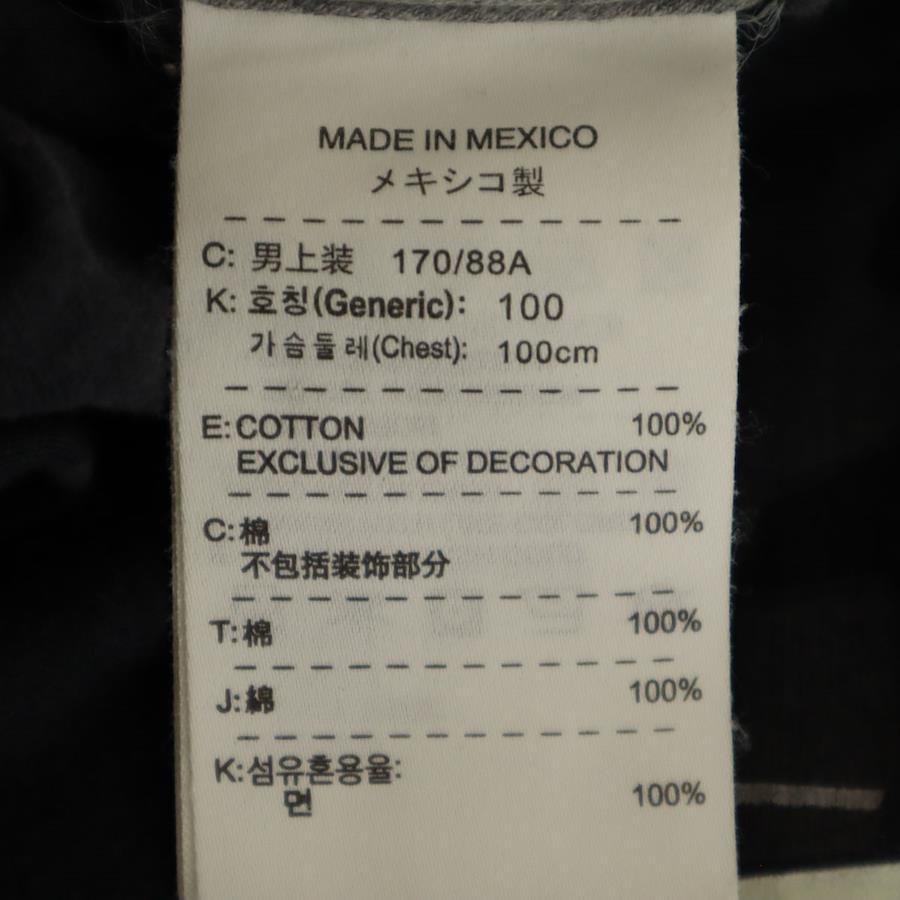 MADE IN MEXICO
メキシコ製
C: 男上装 170/88A
K: 호칭(Generic): 100
가슴둘레(Chest): 100cm
E: COTTON 100%
EXCLUSIVE OF DECORATION
C: 棉 100%
不包括装饰部分
T: 棉 100%
J: 綿 100%
K: 섬유혼용율:
면 100%